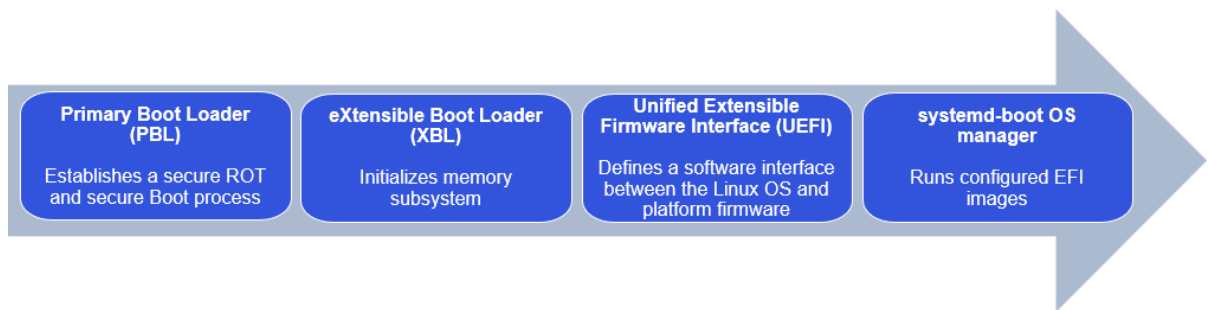 Primary Boot Loader
(PBL)
Establishes a secure ROT
and secure Boot process
eXtensible Boot Loader
(XBL)
Initializes memory
subsystem
Unified Extensible
Firmware Interface (UEFI)
Defines a software interface
between the Linux OS and
platform firmware
systemd-boot OS
manager
Runs configured EFI
images